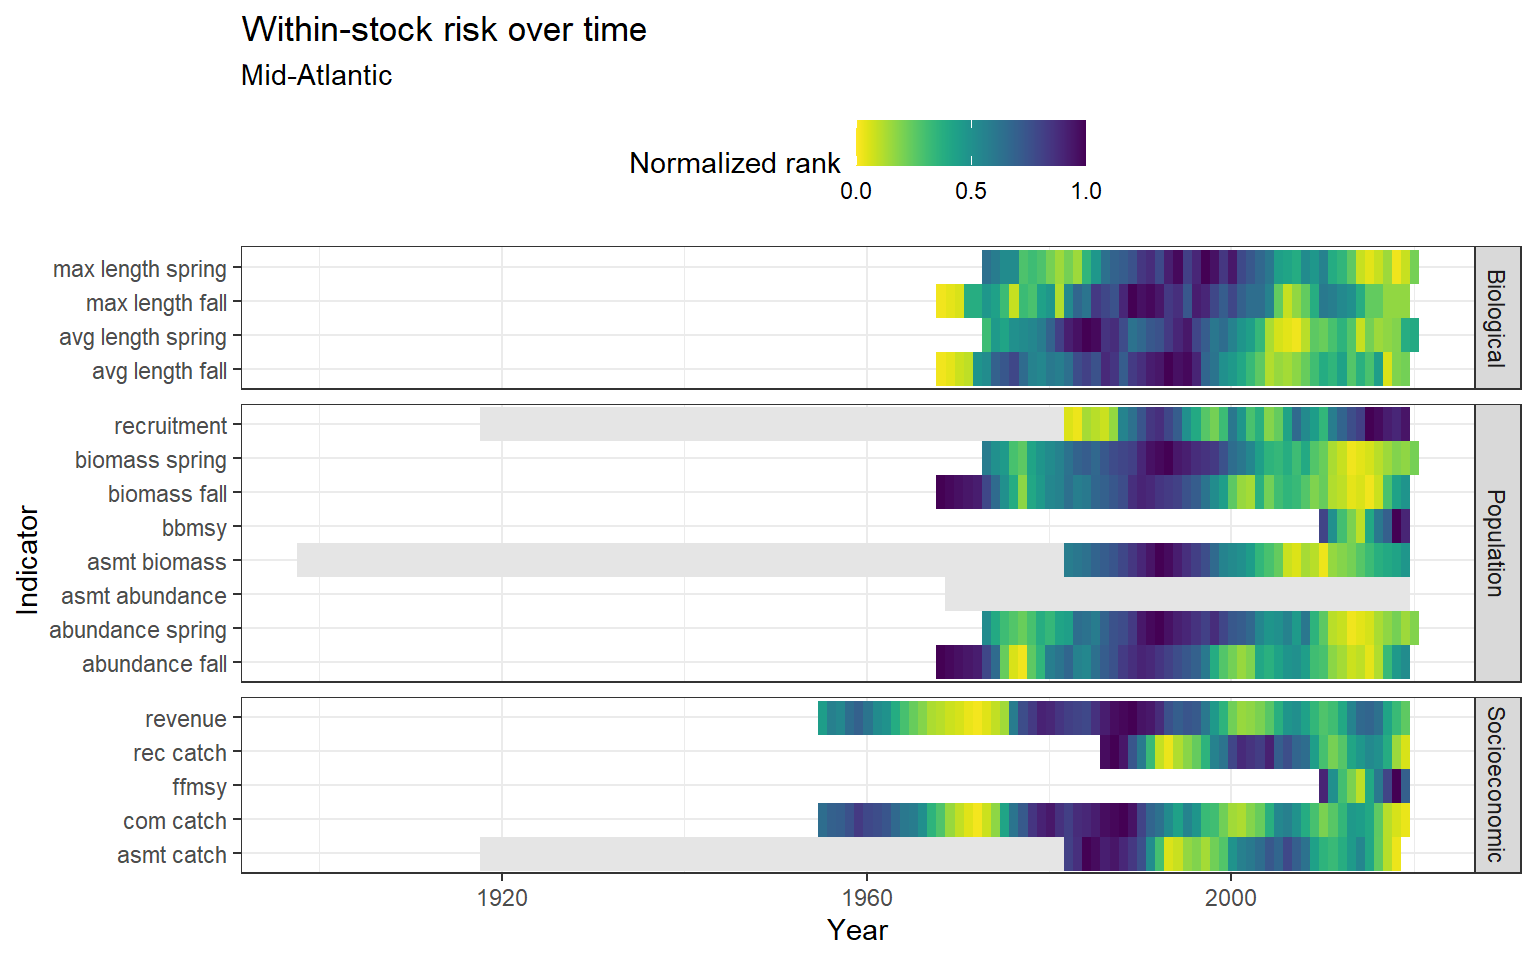 Within-stock risk over time
Mid-Atlantic
Normalized rank
0.0 0.5 1.0
Indicator
max length spring
max length fall
avg length spring
avg length fall
Biological
recruitment
biomass spring
biomass fall
bbmsy
asmt biomass
asmt abundance
abundance spring
abundance fall
Population
revenue
rec catch
ffmsy
com catch
asmt catch
Socioeconomic
1920 1960 2000
Year